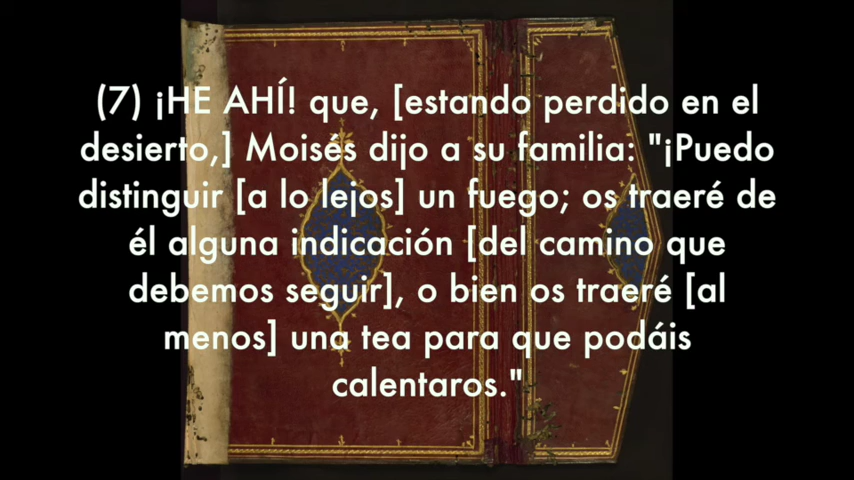 (7) ¡HE AHÍ! que, [estando perdido en el
desierto,] Moisés dijo a su familia: "¡Puedo
distinguir [a lo lejos] un fuego; os traeré de
él alguna indicación [del camino que
debemos seguir], o bien os traeré [al
menos] una tea para que podáis
calentaros."